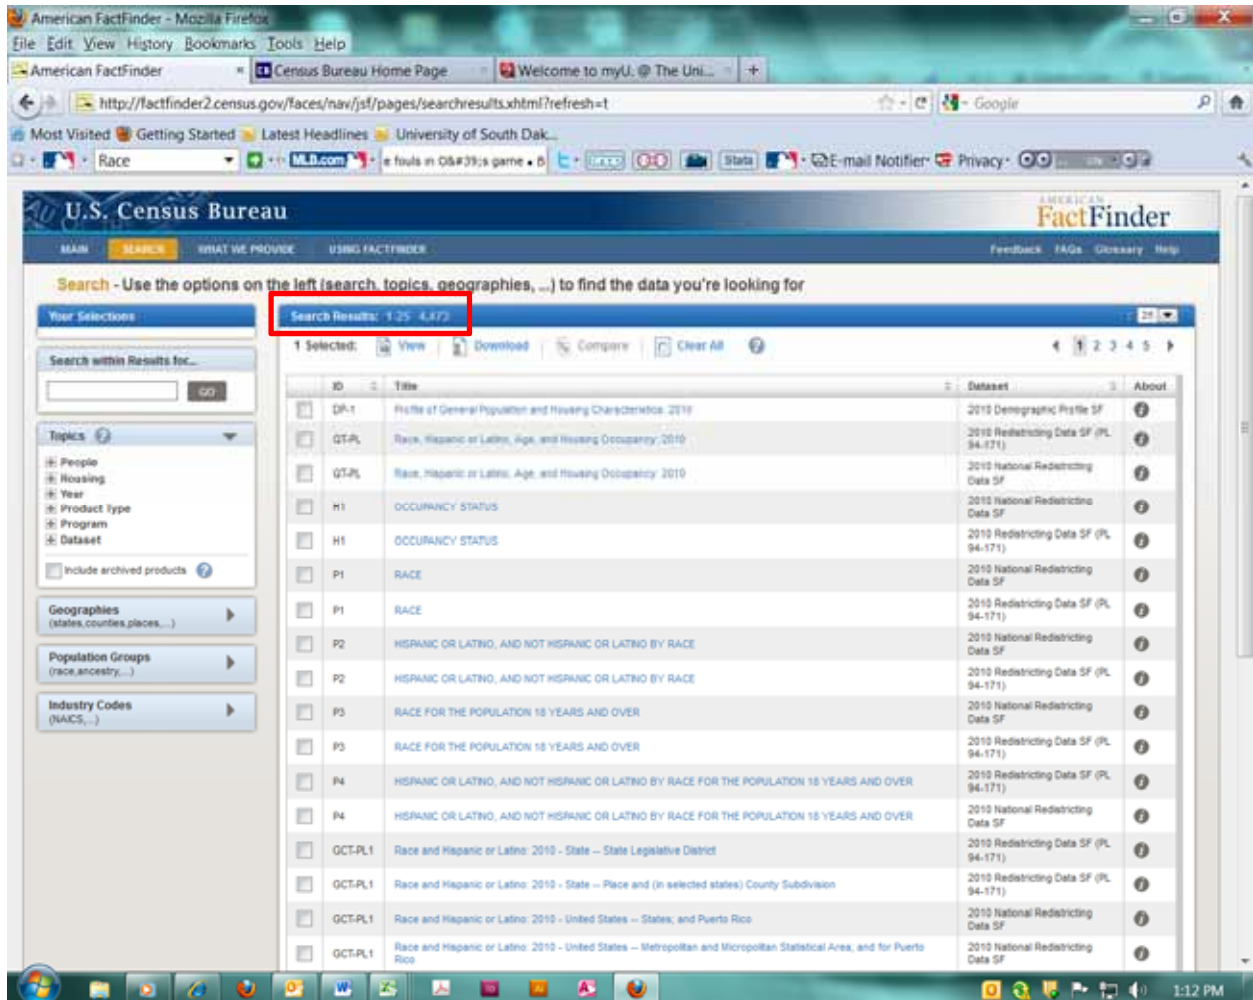 American FactFinder - Mozilla Firefox
File Edit View History Bookmarks Tools Help
American FactFinder
Census Bureau Home Page
Welcome to myU. @ The Uni...
http://factfinder2.census.gov/faces/nav/jsf/pages/searchresults.xhtml?refresh=t
Google
Most Visited Getting Started Latest Headlines University of South Dak...
Race
MLB.com
e fouls in O&#39;s game • B
Stats
E-mail Notifier
Privacy
U.S. Census Bureau
AMERICAN
FactFinder
MAIN SEARCH WHAT WE PROVIDE USING FACTFINDER
Feedback FAQs Glossary Help
Search - Use the options on the left (search, topics, geographies, ...) to find the data you're looking for
Your Selections
Search within Results for...
GO
Topics
People
Housing
Year
Product Type
Program
Dataset
Include archived products
Geographies
(states,counties,places,...)
Population Groups
(race,ancestry,...)
Industry Codes
(NAICS,...)
Search Results: 1-25 4,473
25
1 Selected: View Download Compare Clear All
1 2 3 4 5
ID Title Dataset About
DP-1 Profile of General Population and Housing Characteristics: 2010 2010 Demographic Profile SF
QT-PL Race, Hispanic or Latino, Age, and Housing Occupancy: 2010 2010 Redistricting Data SF (PL
94-171)
QT-PL Race, Hispanic or Latino, Age, and Housing Occupancy: 2010 2010 National Redistricting
Data SF
H1 OCCUPANCY STATUS 2010 National Redistricting
Data SF
H1 OCCUPANCY STATUS 2010 Redistricting Data SF (PL
94-171)
P1 RACE 2010 National Redistricting
Data SF
P1 RACE 2010 Redistricting Data SF (PL
94-171)
P2 HISPANIC OR LATINO, AND NOT HISPANIC OR LATINO BY RACE 2010 National Redistricting
Data SF
P2 HISPANIC OR LATINO, AND NOT HISPANIC OR LATINO BY RACE 2010 Redistricting Data SF (PL
94-171)
P3 RACE FOR THE POPULATION 18 YEARS AND OVER 2010 National Redistricting
Data SF
P3 RACE FOR THE POPULATION 18 YEARS AND OVER 2010 Redistricting Data SF (PL
94-171)
P4 HISPANIC OR LATINO, AND NOT HISPANIC OR LATINO BY RACE FOR THE POPULATION 18 YEARS AND OVER 2010 Redistricting Data SF (PL
94-171)
P4 HISPANIC OR LATINO, AND NOT HISPANIC OR LATINO BY RACE FOR THE POPULATION 18 YEARS AND OVER 2010 National Redistricting
Data SF
GCT-PL1 Race and Hispanic or Latino: 2010 - State -- State Legislative District 2010 Redistricting Data SF (PL
94-171)
GCT-PL1 Race and Hispanic or Latino: 2010 - State -- Place and (in selected states) County Subdivision 2010 Redistricting Data SF (PL
94-171)
GCT-PL1 Race and Hispanic or Latino: 2010 - United States -- States; and Puerto Rico 2010 National Redistricting
Data SF
GCT-PL1 Race and Hispanic or Latino: 2010 - United States -- Metropolitan and Micropolitan Statistical Area; and for Puerto
Rico 2010 National Redistricting
Data SF
1:12 PM